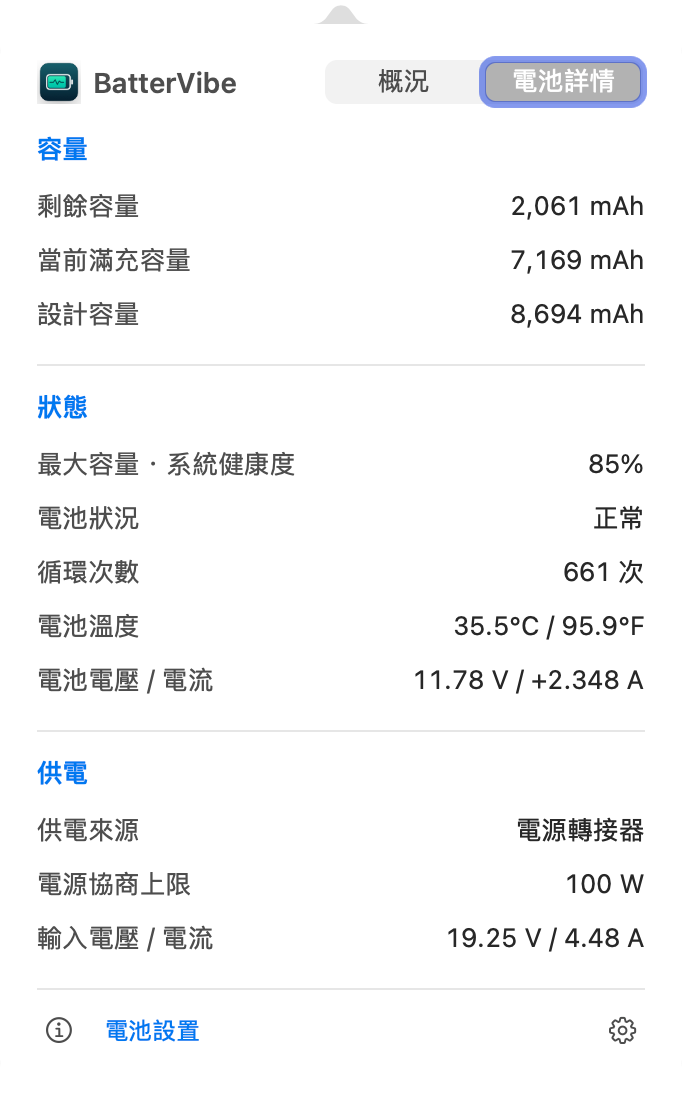 BatterVibe 概況 電池詳情
容量
剩餘容量 2,061 mAh
當前滿充容量 7,169 mAh
設計容量 8,694 mAh
狀態
最大容量 · 系統健康度 85%
電池狀況 正常
循環次數 661 次
電池溫度 35.5°C / 95.9°F
電池電壓 / 電流 11.78 V / +2.348 A
供電
供電來源 電源轉接器
電源協商上限 100 W
輸入電壓 / 電流 19.25 V / 4.48 A
電池設置